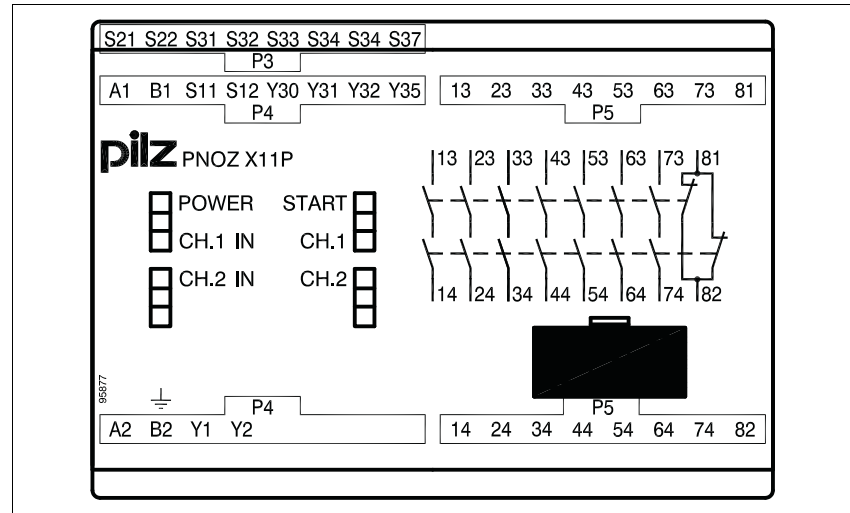 S21 S22 S31 S32 S33 S34 S34 S37
P3
A1 B1 S11 S12 Y30 Y31 Y32 Y35
P4
13 23 33 43 53 63 73 81
P5
pilz PNOZ X11P
13 23 33 43 53 63 73 81
POWER START
CH.1 IN CH.1
CH.2 IN CH.2
14 24 34 44 54 64 74 82
95877
P4
A2 B2 Y1 Y2
P5
14 24 34 44 54 64 74 82